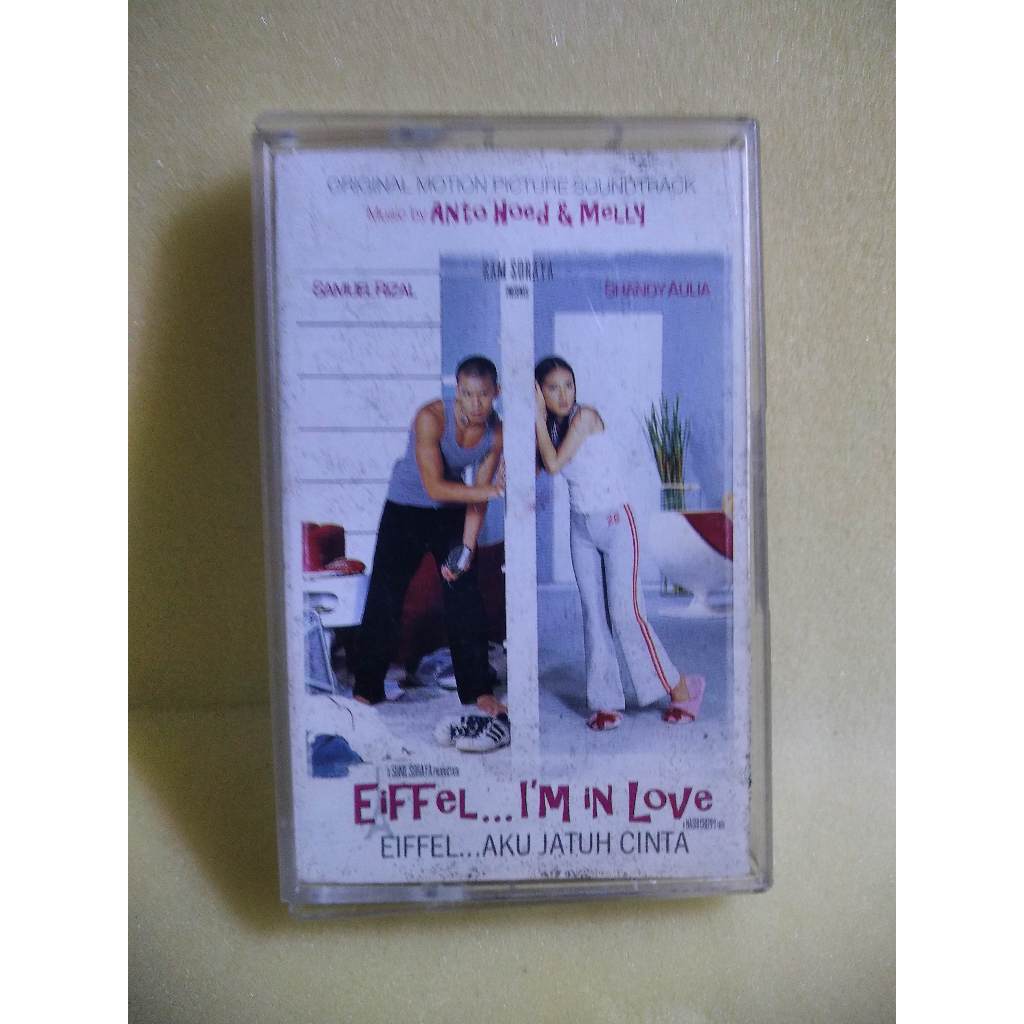 ORIGINAL MOTION PICTURE SOUNDTRACK
Music by ANTO HOED & MELLY
RAM SORAYA
SAMUEL RIZAL
SHANDY AULIA
26
EiFFEL...I'M iN LOVE
EIFFEL...AKU JATUH CINTA